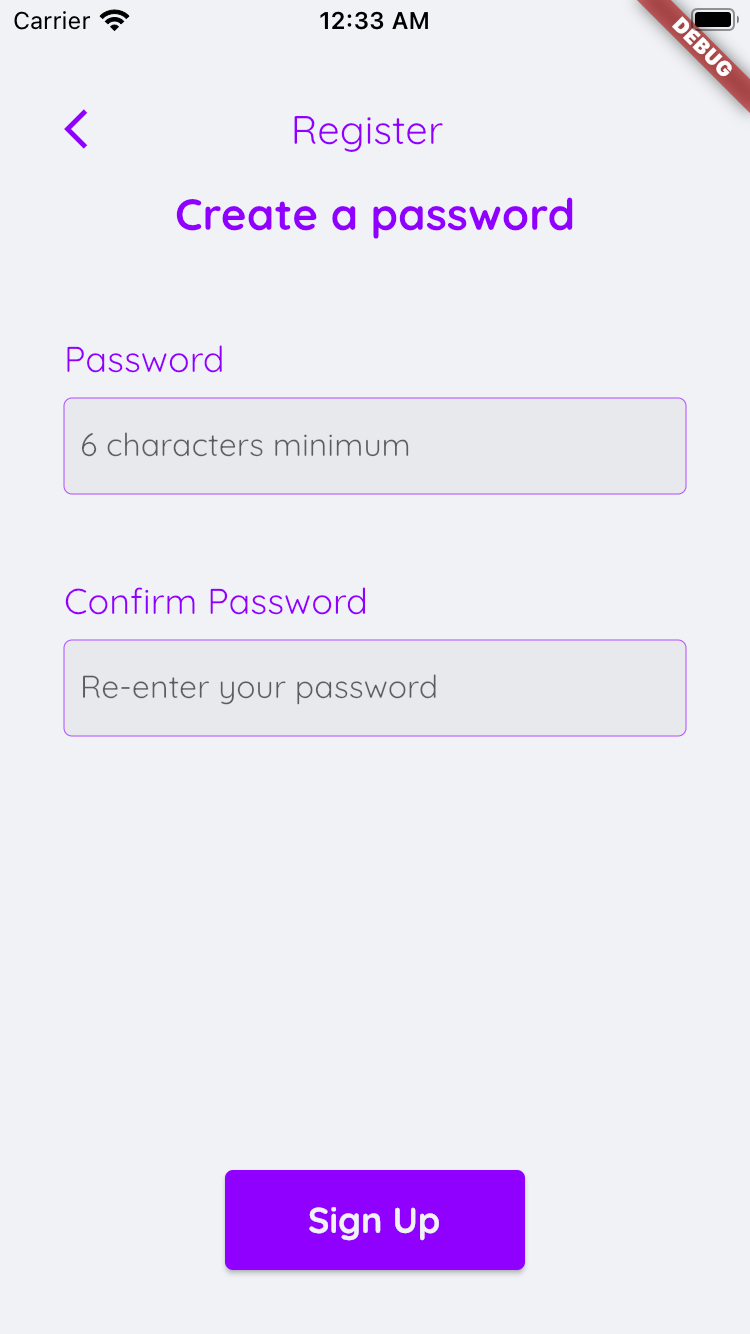 Carrier 12:33 AM
DEBUG
Register
Create a password
Password
6 characters minimum
Confirm Password
Re-enter your password
Sign Up